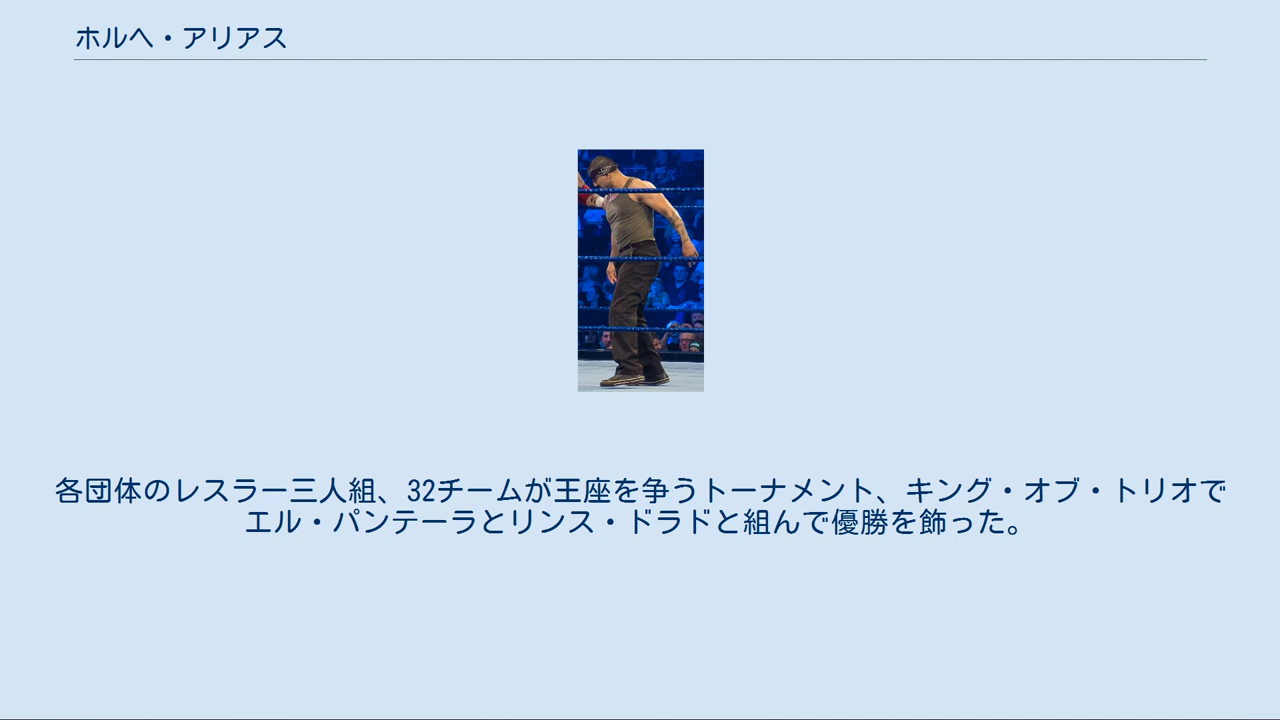 ホルヘ・アリアス
各団体のレスラー三人組、32チームが王座を争うトーナメント、キング・オブ・トリオで
エル・パンテーラとリンス・ドラドと組んで優勝を飾った。